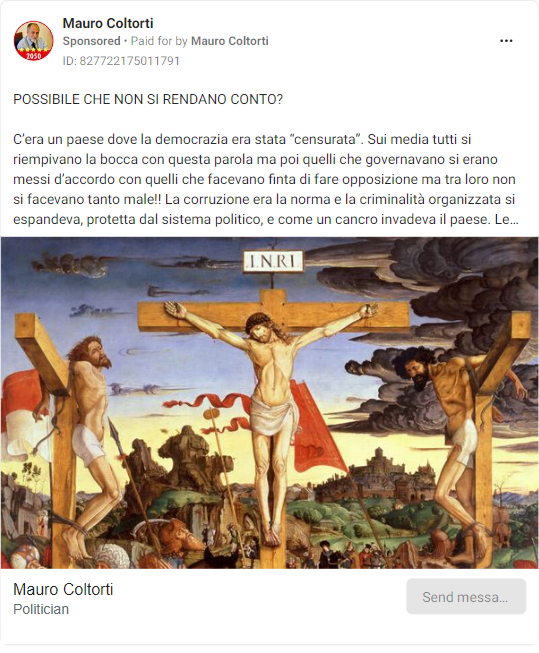 Mauro Coltorti
Sponsored • Paid for by Mauro Coltorti
ID: 827722175011791
2050
POSSIBILE CHE NON SI RENDANO CONTO?
C’era un paese dove la democrazia era stata “censurata”. Sui media tutti si
riempivano la bocca con questa parola ma poi quelli che governavano si erano
messi d’accordo con quelli che facevano finta di fare opposizione ma tra loro non
si facevano tanto male!! La corruzione era la norma e la criminalità organizzata si
espandeva, protetta dal sistema politico, e come un cancro invadeva il paese. Le...
I.N.R.I
Mauro Coltorti
Politician
Send messa...